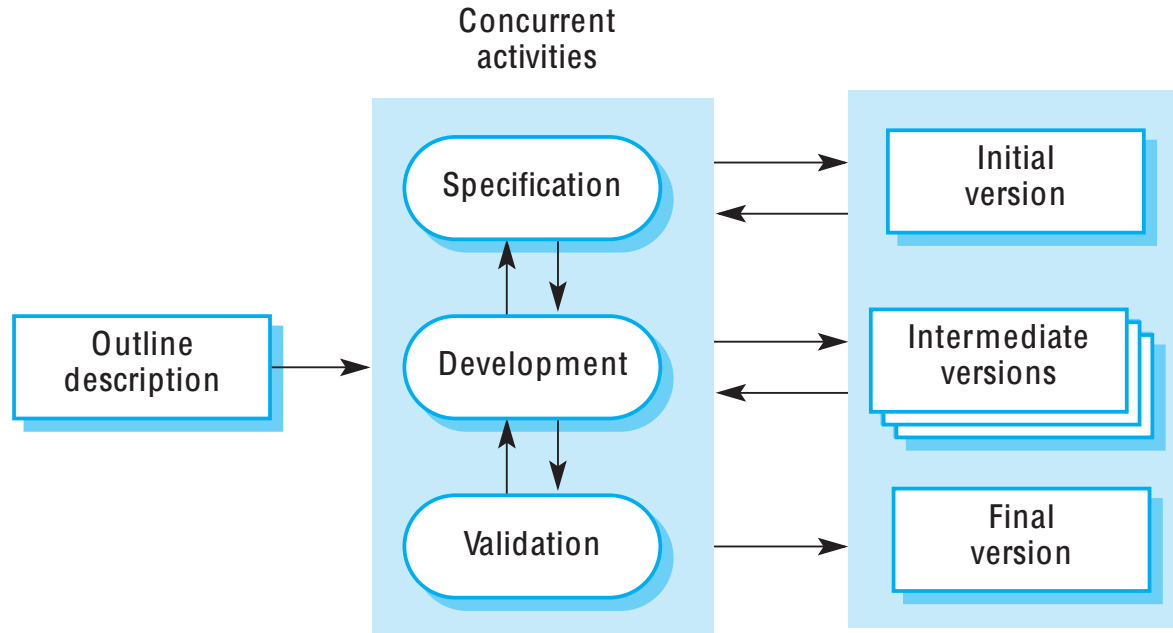 Concurrent
activities
Outline
description
Specification
Development
Validation
Initial
version
Intermediate
versions
Final
version